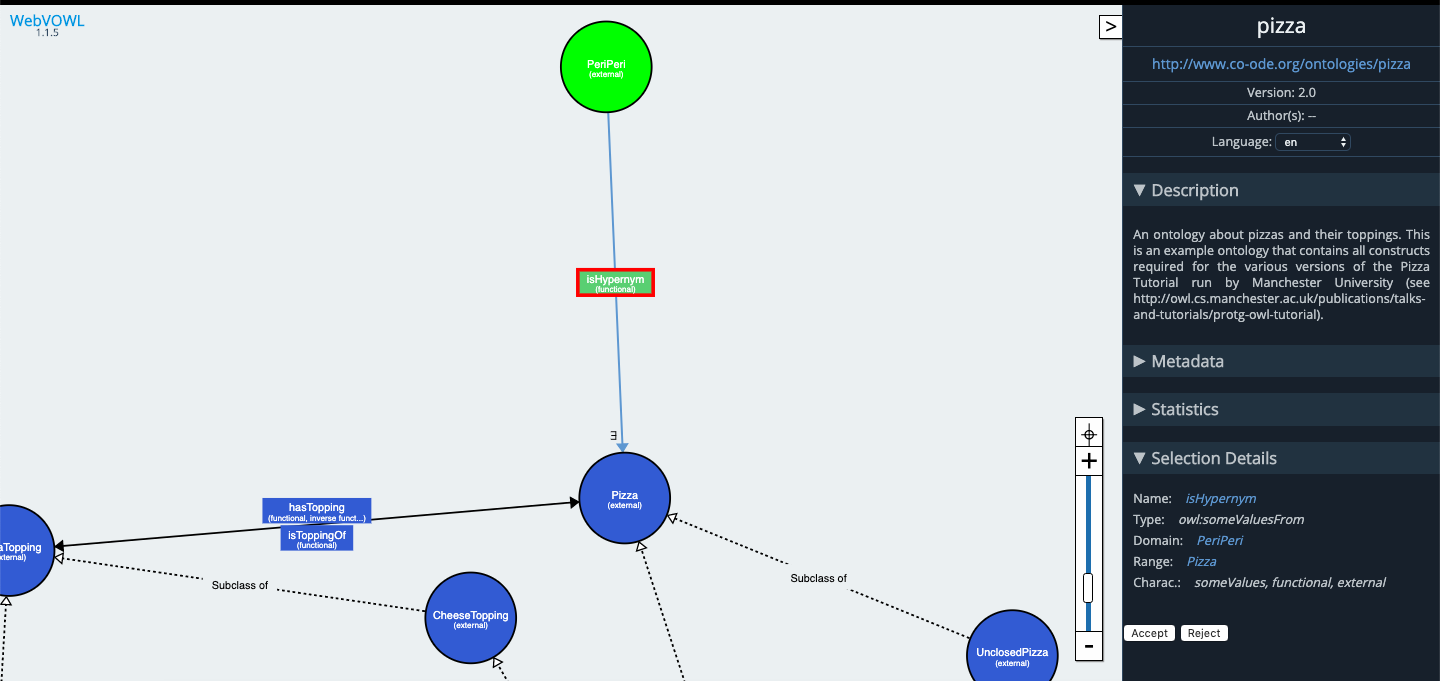 WebVOWL
1.1.5
PeriPeri
(external)
isHypernym
(functional)
∃
Pizza
(external)
hasTopping
(functional, inverse funct...)
isToppingOf
(functional)
aTopping
xternal)
Subclass of
CheeseTopping
(external)
Subclass of
UnclosedPizza
(external)
+
-
>
pizza
http://www.co-ode.org/ontologies/pizza
Version: 2.0
Author(s): --
Language: en
▼ Description
An ontology about pizzas and their toppings. This
is an example ontology that contains all constructs
required for the various versions of the Pizza
Tutorial run by Manchester University (see
http://owl.cs.manchester.ac.uk/publications/talks-
and-tutorials/protg-owl-tutorial).
▶ Metadata
▶ Statistics
▼ Selection Details
Name: isHypernym
Type: owl:someValuesFrom
Domain: PeriPeri
Range: Pizza
Charac.: someValues, functional, external
Accept Reject